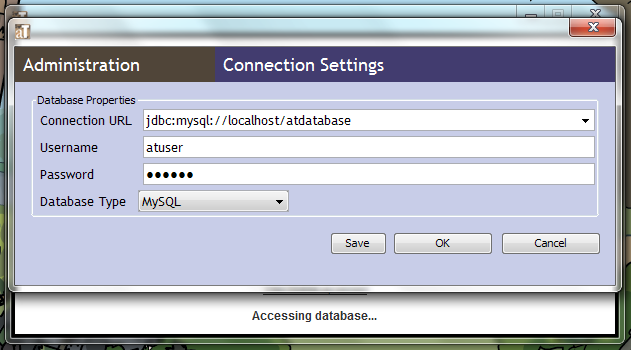 aT
Administration
Connection Settings
Database Properties
Connection URL jdbc:mysql://localhost/atdatabase
Username atuser
Password ●●●●●●
Database Type MySQL
Save OK Cancel
Accessing database...